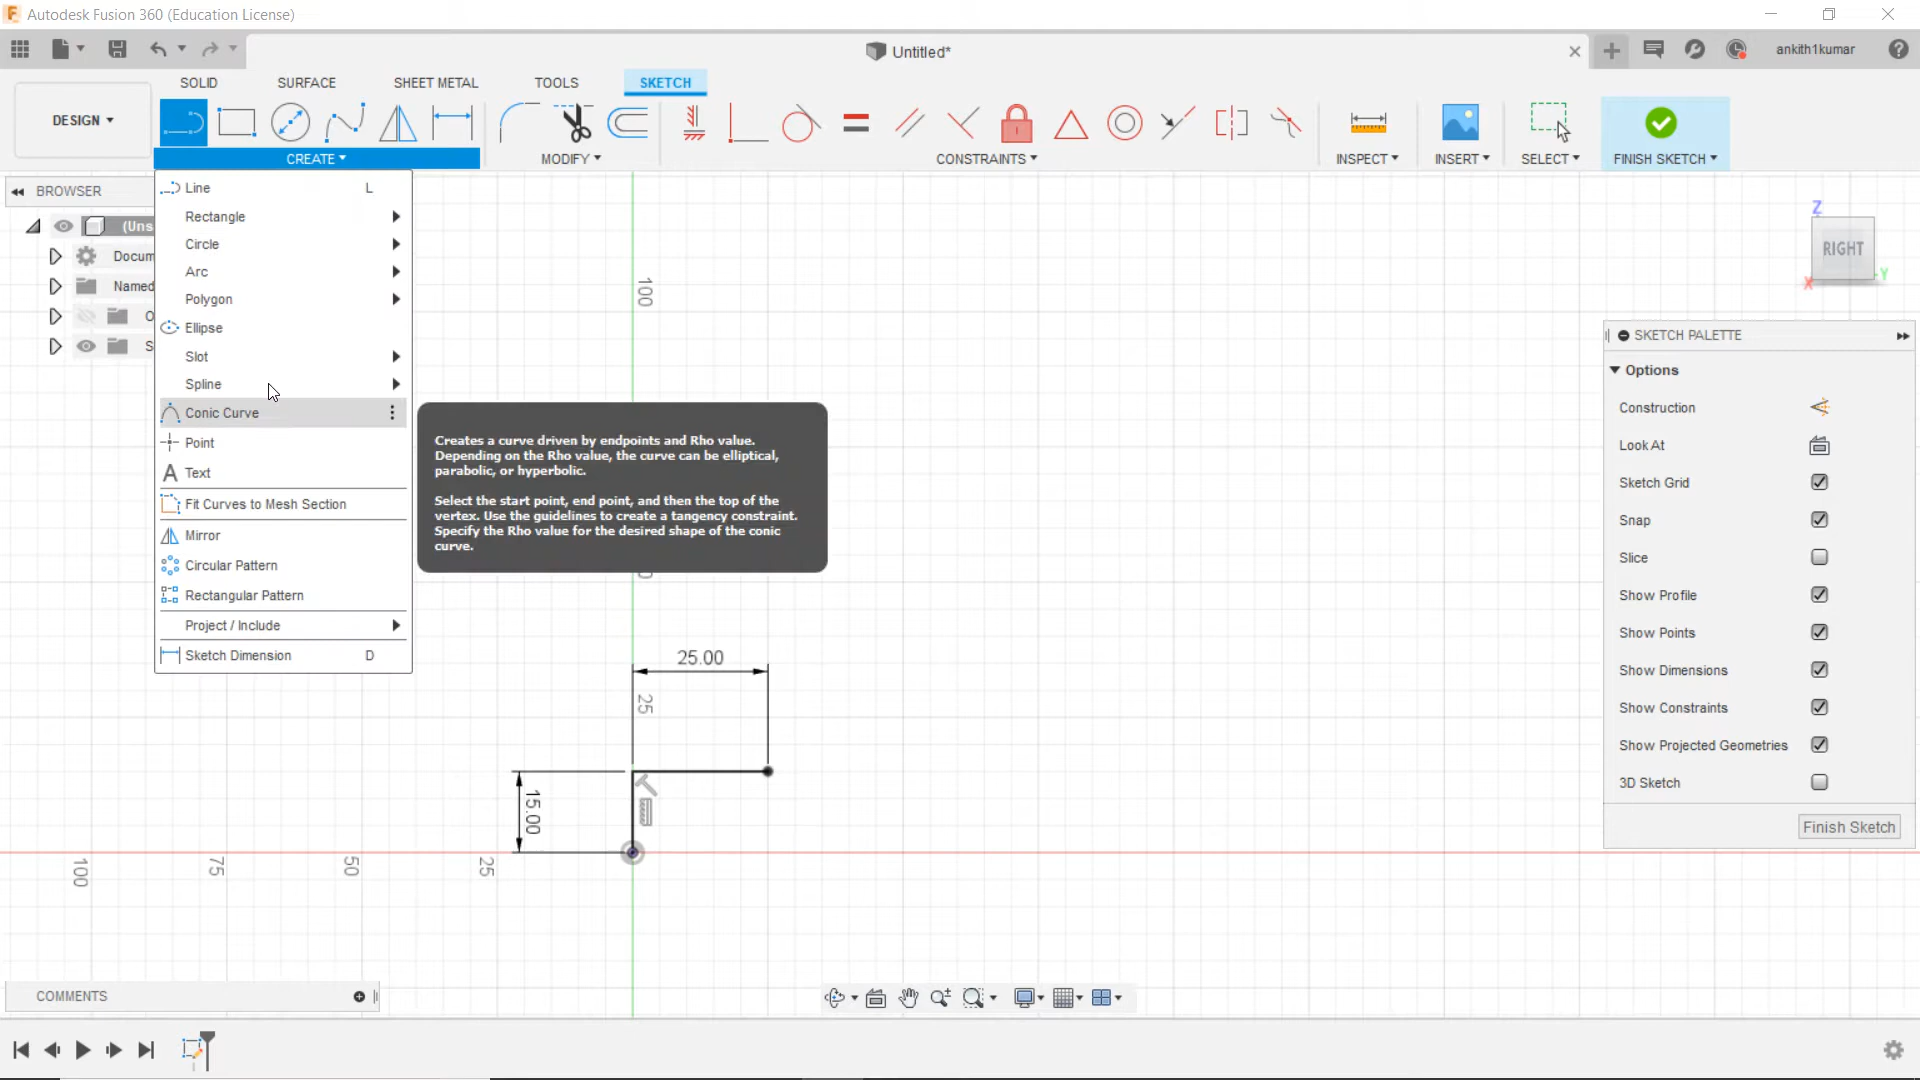 Autodesk Fusion 360 (Education License)
Untitled*
ankith1kumar
SOLID
SURFACE
SHEET METAL
TOOLS
SKETCH
DESIGN
CREATE
MODIFY
CONSTRAINTS
INSPECT
INSERT
SELECT
FINISH SKETCH
BROWSER
(Uns
Docum
Named
O
S
Line L
Rectangle
Circle
Arc
Polygon
Ellipse
Slot
Spline
Conic Curve
Point
Text
Fit Curves to Mesh Section
Mirror
Circular Pattern
Rectangular Pattern
Project / Include
Sketch Dimension D
Creates a curve driven by endpoints and Rho value.
Depending on the Rho value, the curve can be elliptical,
parabolic, or hyperbolic.
Select the start point, end point, and then the top of the
vertex. Use the guidelines to create a tangency constraint.
Specify the Rho value for the desired shape of the conic
curve.
100
25.00
25
15.00
100
75
50
25
Z
RIGHT
X
Y
SKETCH PALETTE
Options
Construction
Look At
Sketch Grid
Snap
Slice
Show Profile
Show Points
Show Dimensions
Show Constraints
Show Projected Geometries
3D Sketch
Finish Sketch
COMMENTS